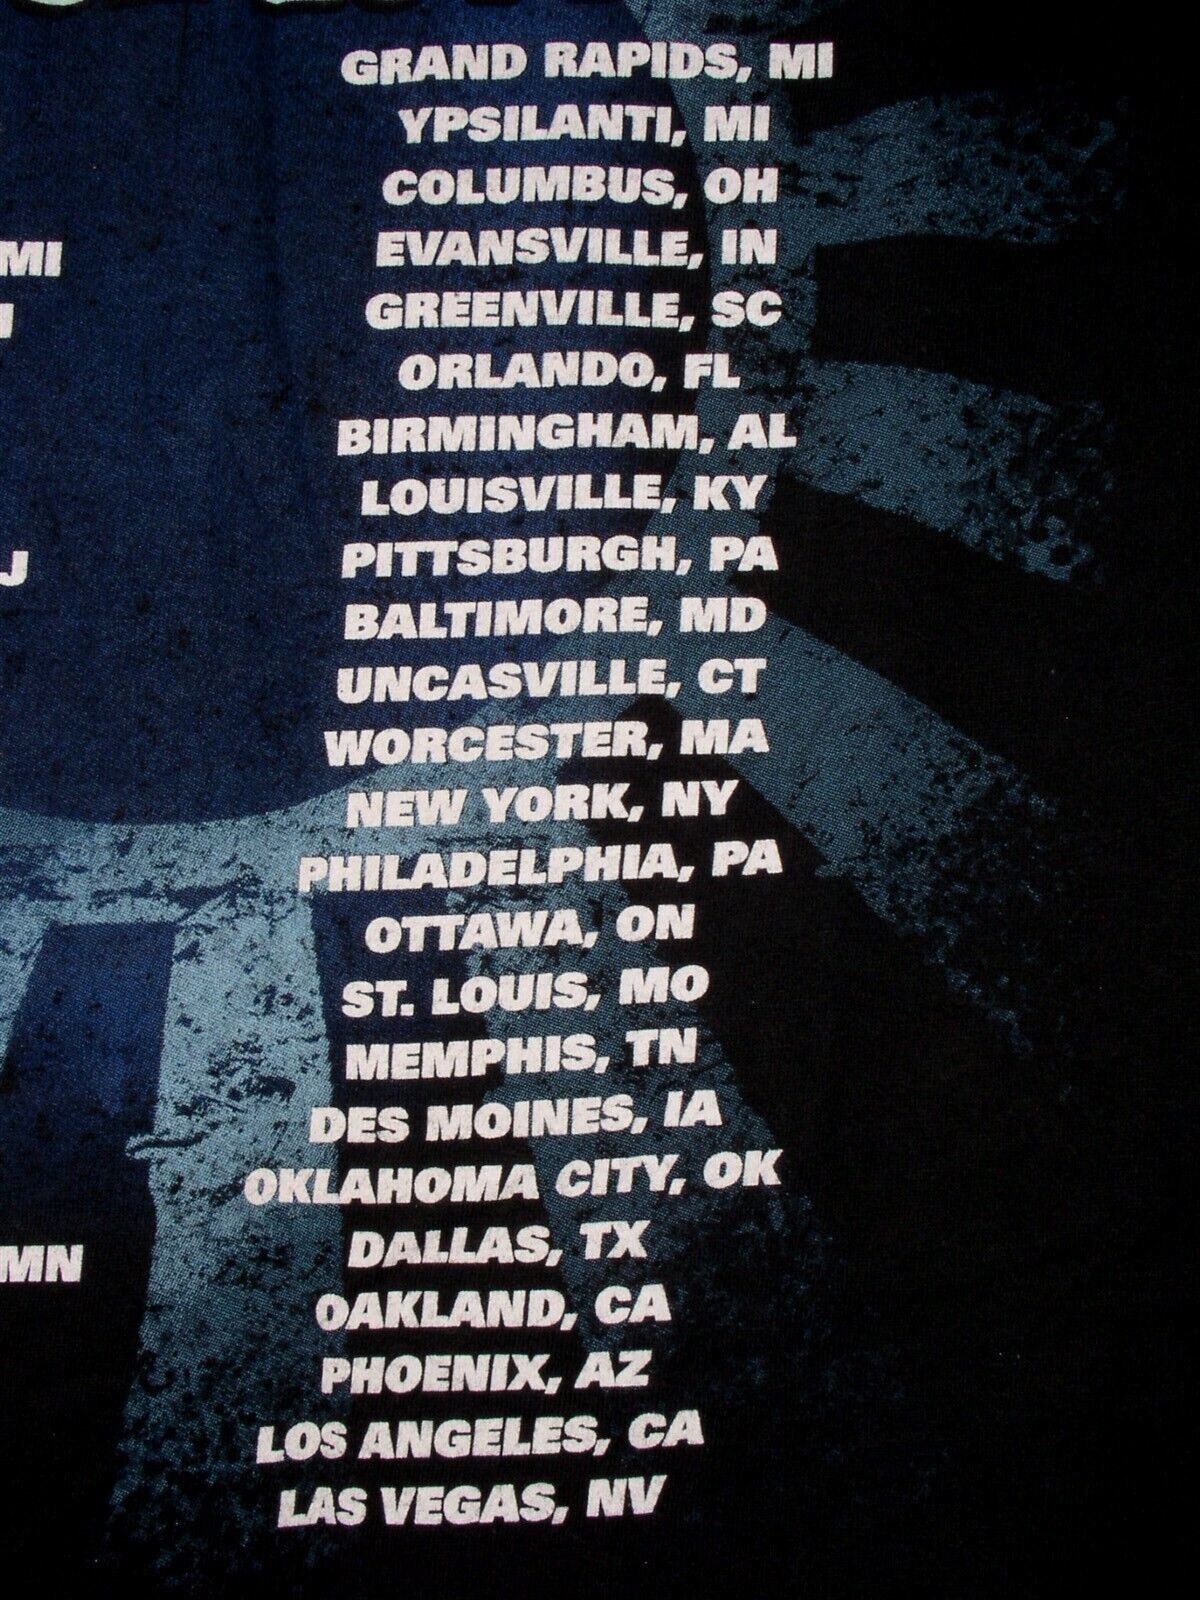 GRAND RAPIDS, MI
YPSILANTI, MI
COLUMBUS, OH
MI
EVANSVILLE, IN
GREENVILLE, SC
ORLANDO, FL
BIRMINGHAM, AL
LOUISVILLE, KY
PITTSBURGH, PA
J
BALTIMORE, MD
UNCASVILLE, CT
WORCESTER, MA
NEW YORK, NY
PHILADELPHIA, PA
OTTAWA, ON
ST. LOUIS, MO
MEMPHIS, TN
DES MOINES, IA
OKLAHOMA CITY, OK
DALLAS, TX
MN
OAKLAND, CA
PHOENIX, AZ
LOS ANGELES, CA
LAS VEGAS, NV